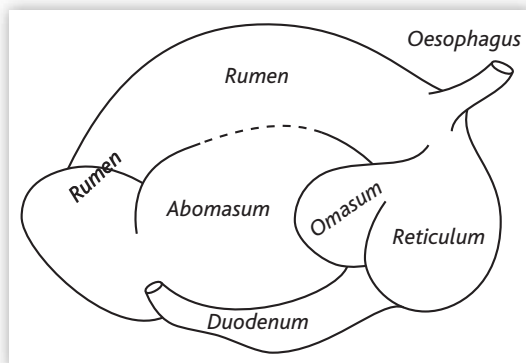 Oesophagus
Rumen
Rumen
Abomasum
Omasum
Reticulum
Duodenum